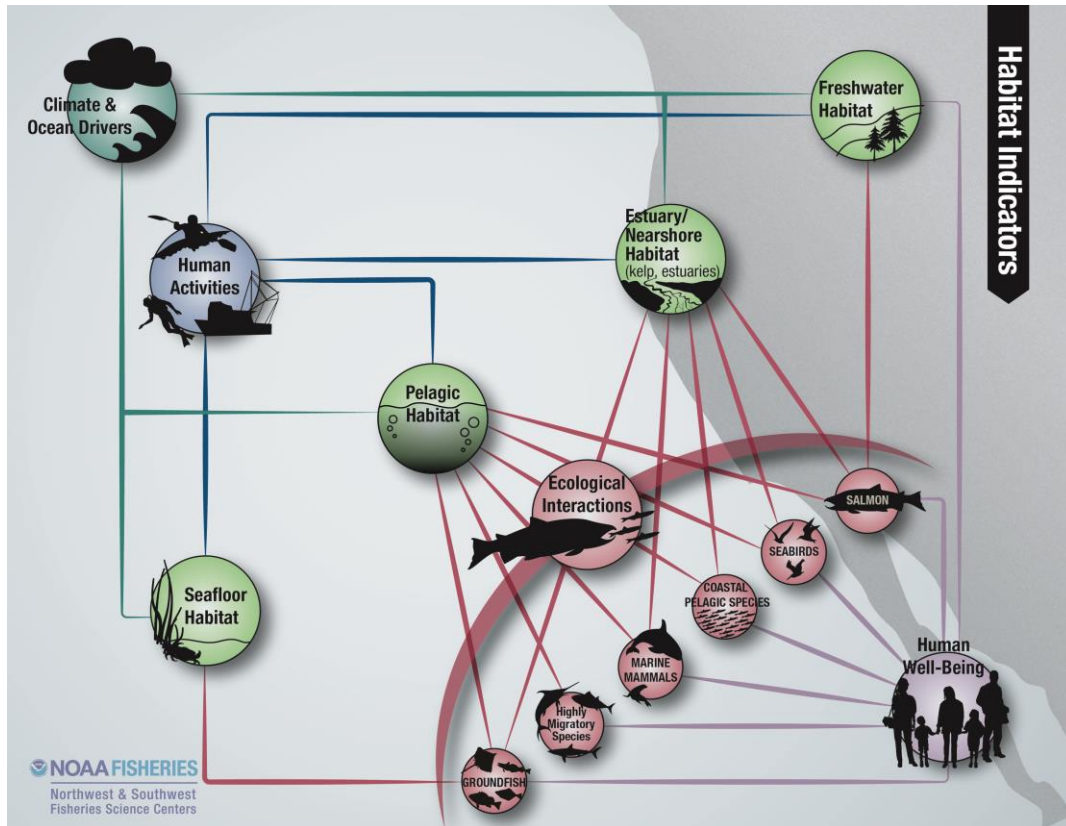 Habitat Indicators
Climate &
Ocean Drivers
Freshwater
Habitat
Human
Activities
Estuary/
Nearshore
Habitat
(kelp, estuaries)
Pelagic
Habitat
Ecological
Interactions
SALMON
SEABIRDS
COASTAL
PELAGIC SPECIES
Seafloor
Habitat
MARINE
MAMMALS
Human
Well-Being
Highly
Migratory
Species
GROUNDFISH
NOAA FISHERIES
Northwest & Southwest
Fisheries Science Centers